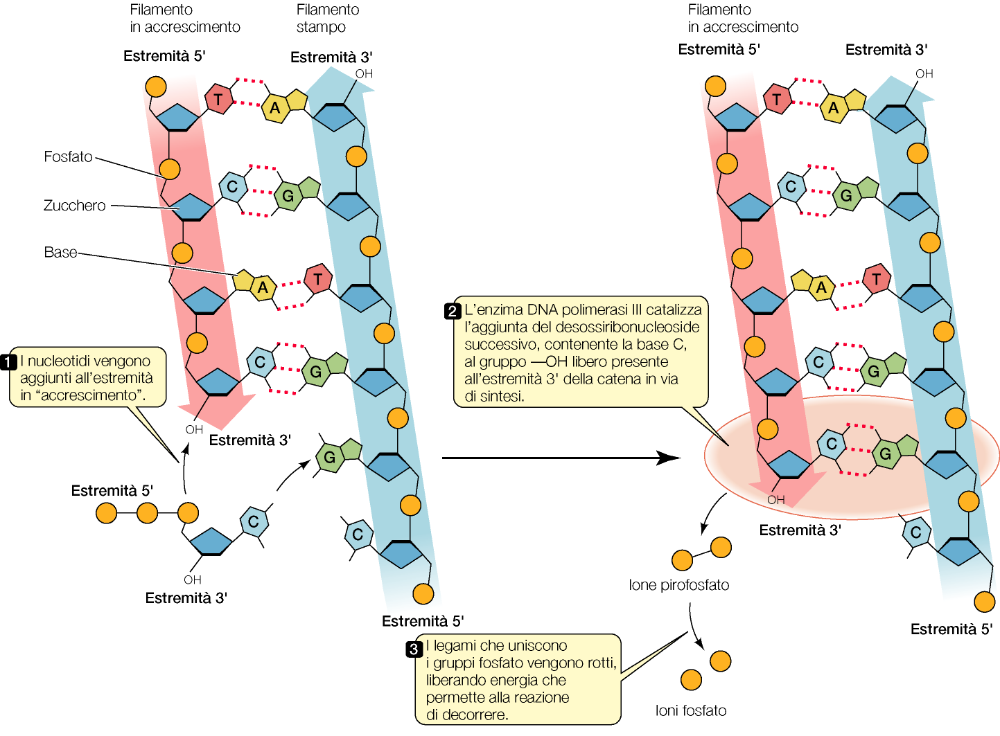 Filamento
in accrescimento
Estremità 5'
Filamento
stampo
Estremità 3'
OH
T
A
Fosfato
C
G
Zucchero
Base
A
T
C
G
1 I nucleotidi vengono
aggiunti all'estremità
in “accrescimento”.
OH
Estremità 3'
G
Estremità 5'
C
OH
Estremità 3'
C
Estremità 5'
2 L'enzima DNA polimerasi III catalizza
l'aggiunta del desossiribonucleoside
successivo, contenente la base C,
al gruppo —OH libero presente
all'estremità 3' della catena in via
di sintesi.
Filamento
in accrescimento
Estremità 5'
Estremità 3'
OH
T
A
C
G
A
T
C
G
C
G
OH
Estremità 3'
C
Estremità 5'
Ione pirofosfato
3 I legami che uniscono
i gruppi fosfato vengono rotti,
liberando energia che
permette alla reazione
di decorrere.
Ioni fosfato